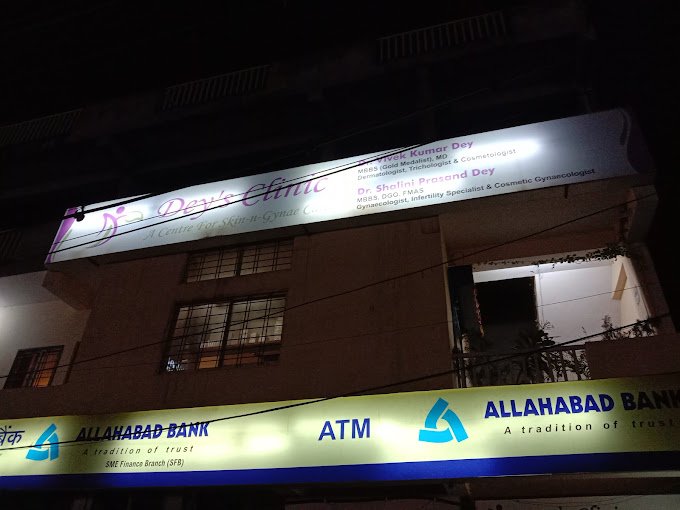 Dey's Clinic
A Centre For Skin-n-Gynae
Dr. Vivek Kumar Dey
MBBS (Gold Medalist), MD
Dermatologist, Trichologist & Cosmetologist
Dr. Shalini Prasand Dey
MBBS, DGO, FMAS
Gynaecologist, Infertility Specialist & Cosmetic Gynaecologist
बैंक
ALLAHABAD BANK
A tradition of trust
SME Finance Branch (SFB)
ATM
ALLAHABAD BANK
A tradition of trust